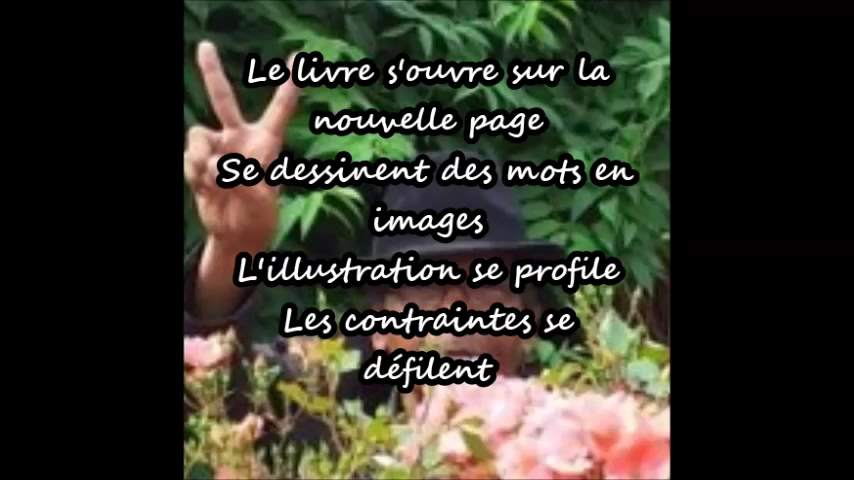 Le livre s'ouvre sur la
nouvelle page
Se dessinent des mots en
images
L'illustration se profile
Les contraintes se
défilent